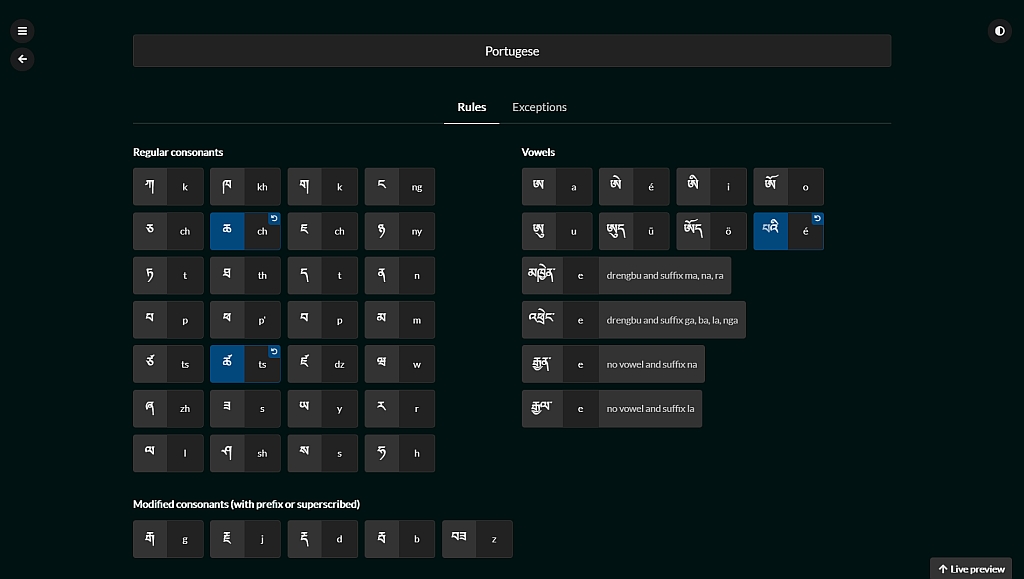 Portugese
Rules Exceptions
Regular consonants
ཀ k ཁ kh ག k ང ng
ཅ ch ཆ ch ཇ ch ཉ ny
ཏ t ཐ th ད t ན n
པ p ཕ p' བ p མ m
ཙ ts ཚ ts ཛ dz ཝ w
ཞ zh ཟ s ཡ y ར r
ལ l ཤ sh ས s ཧ h
Vowels
ཨ a ཨེ é ཨི i ཨོ o
ཨུ u ཨུད ü ཨོད ö པའི é
མཁྱེན e drengbu and suffix ma, na, ra
འཕྲེང e drengbu and suffix ga, ba, la, nga
རྒྱན e no vowel and suffix na
རྒྱལ e no vowel and suffix la
Modified consonants (with prefix or superscribed)
རྒ g རྗ j རྡ d རྦ b བཟ z
Live preview